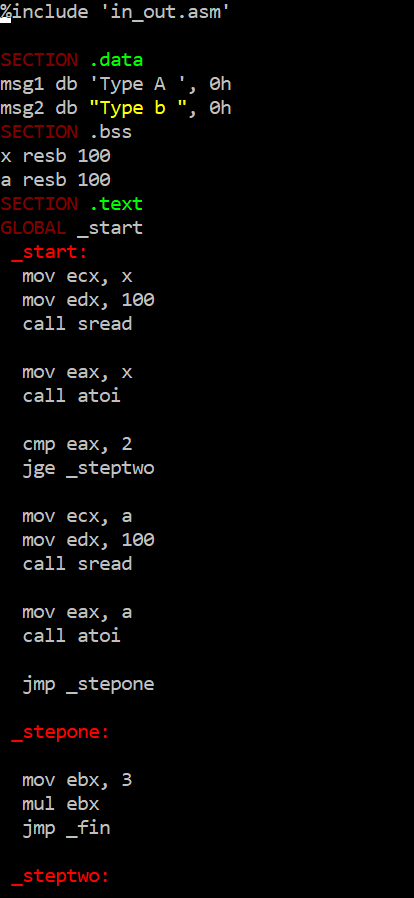 %include 'in_out.asm'
SECTION .data
msg1 db 'Type A ', 0h
msg2 db "Type b ", 0h
SECTION .bss
x resb 100
a resb 100
SECTION .text
GLOBAL _start
_start:
mov ecx, x
mov edx, 100
call sread
mov eax, x
call atoi
cmp eax, 2
jge _steptwo
mov ecx, a
mov edx, 100
call sread
mov eax, a
call atoi
jmp _stepone
_stepone:
mov ebx, 3
mul ebx
jmp _fin
_steptwo: